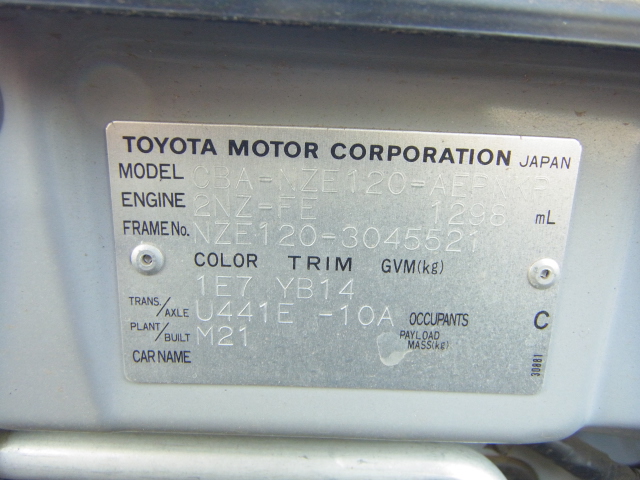 TOYOTA MOTOR CORPORATION JAPAN
MODEL CBA-NZE120-AEPNKP
ENGINE 2NZ-FE 1298 mL
FRAME No. NZE120-3045521
COLOR TRIM GVM(kg)
1E7 YB14
TRANS./AXLE U441E -10A OCCUPANTS C
PLANT/BUILT M21 PAYLOAD MASS(kg)
CAR NAME
30881